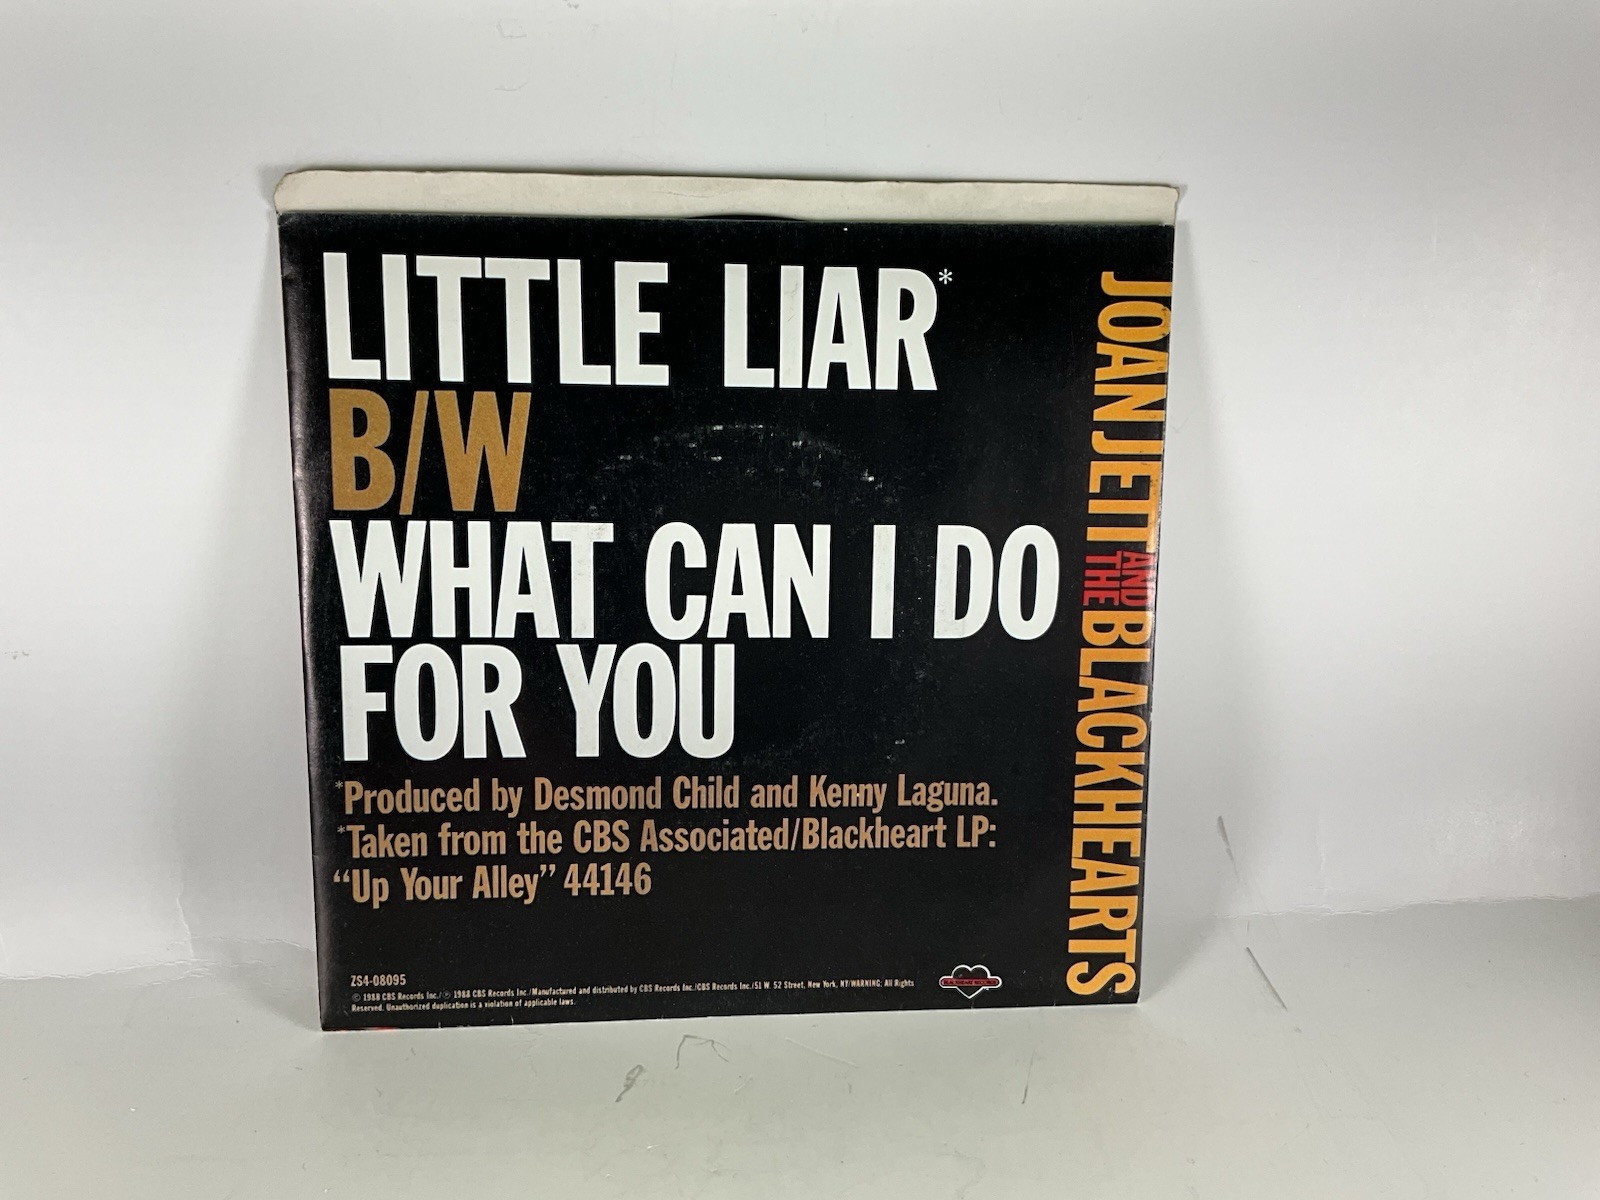 LITTLE LIAR*
B/W
WHAT CAN I DO
FOR YOU
*Produced by Desmond Child and Kenny Laguna.
*Taken from the CBS Associated/Blackheart LP:
“Up Your Alley” 44146
ZS4-08095
© 1988 CBS Records Inc./℗ 1988 CBS Records Inc./Manufactured and distributed by CBS Records Inc./CBS Records Inc./51 W. 52 Street, New York, NY/WARNING: All Rights
Reserved. Unauthorized duplication is a violation of applicable laws.
BLACKHEART RECORDS
JOAN JETT AND THE BLACKHEARTS